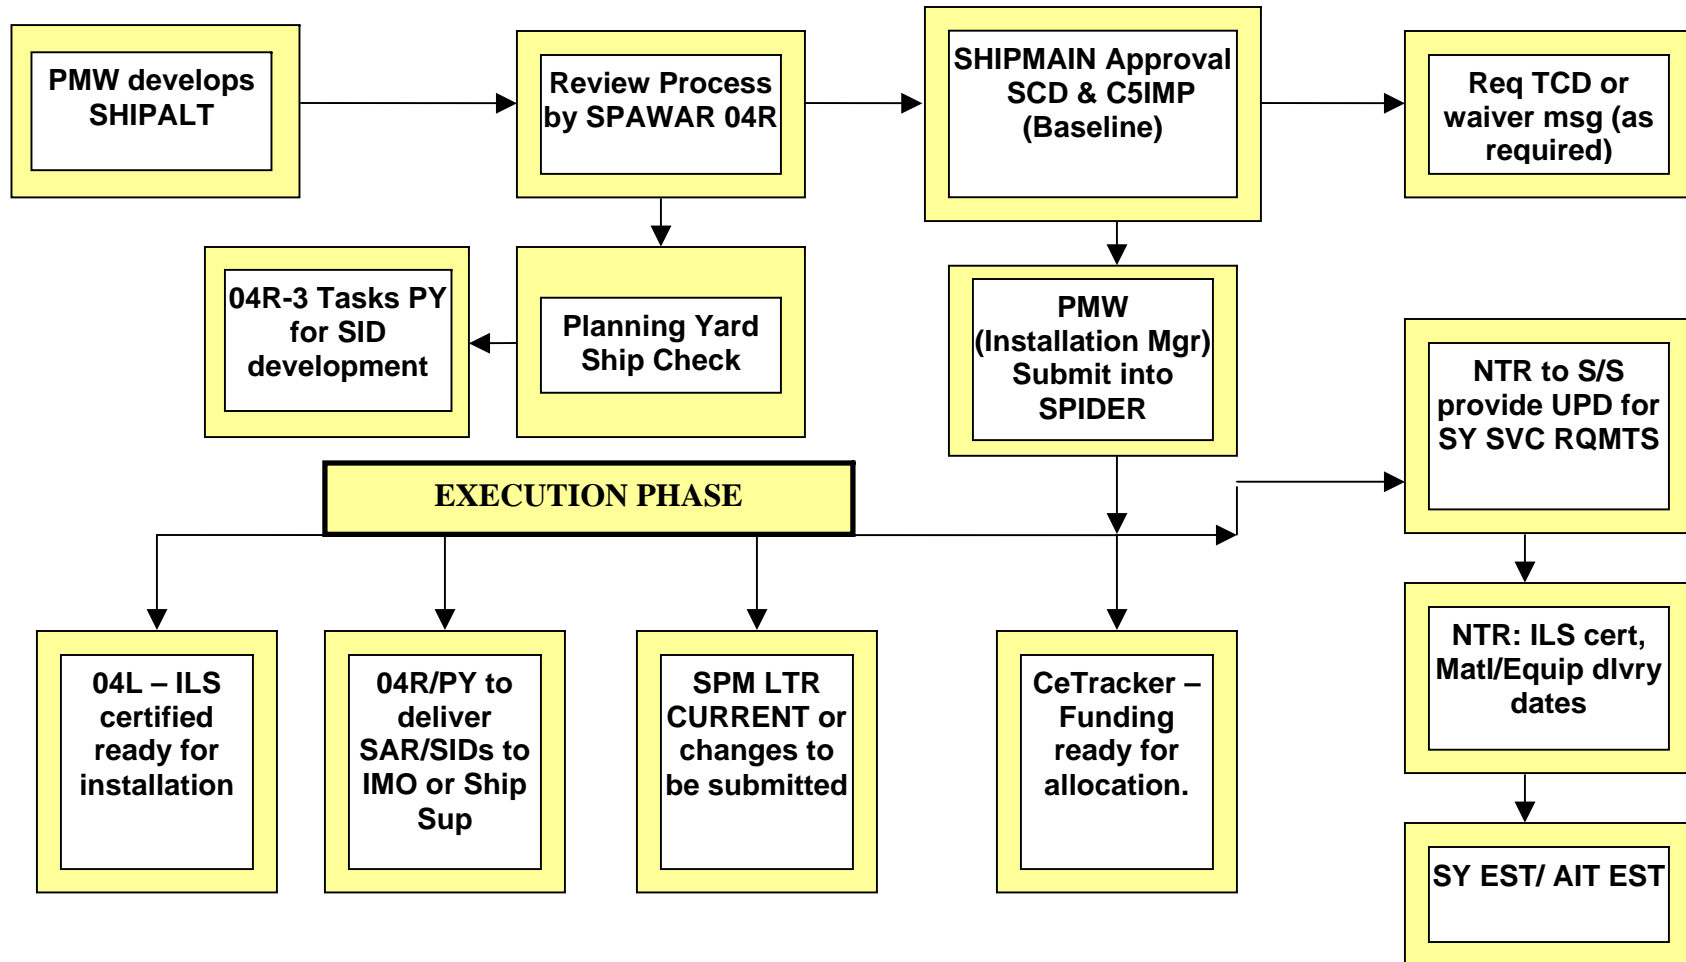 PMW develops
SHIPALT
Review Process
by SPAWAR 04R
SHIPMAIN Approval
SCD & C5IMP
(Baseline)
Req TCD or
waiver msg (as
required)
04R-3 Tasks PY
for SID
development
Planning Yard
Ship Check
PMW
(Installation Mgr)
Submit into
SPIDER
NTR to S/S
provide UPD for
SY SVC RQMTS
EXECUTION PHASE
04L – ILS
certified
ready for
installation
04R/PY to
deliver
SAR/SIDs to
IMO or Ship
Sup
SPM LTR
CURRENT or
changes to
be submitted
CeTracker –
Funding
ready for
allocation.
NTR: ILS cert,
Matl/Equip dlvry
dates
SY EST/ AIT EST